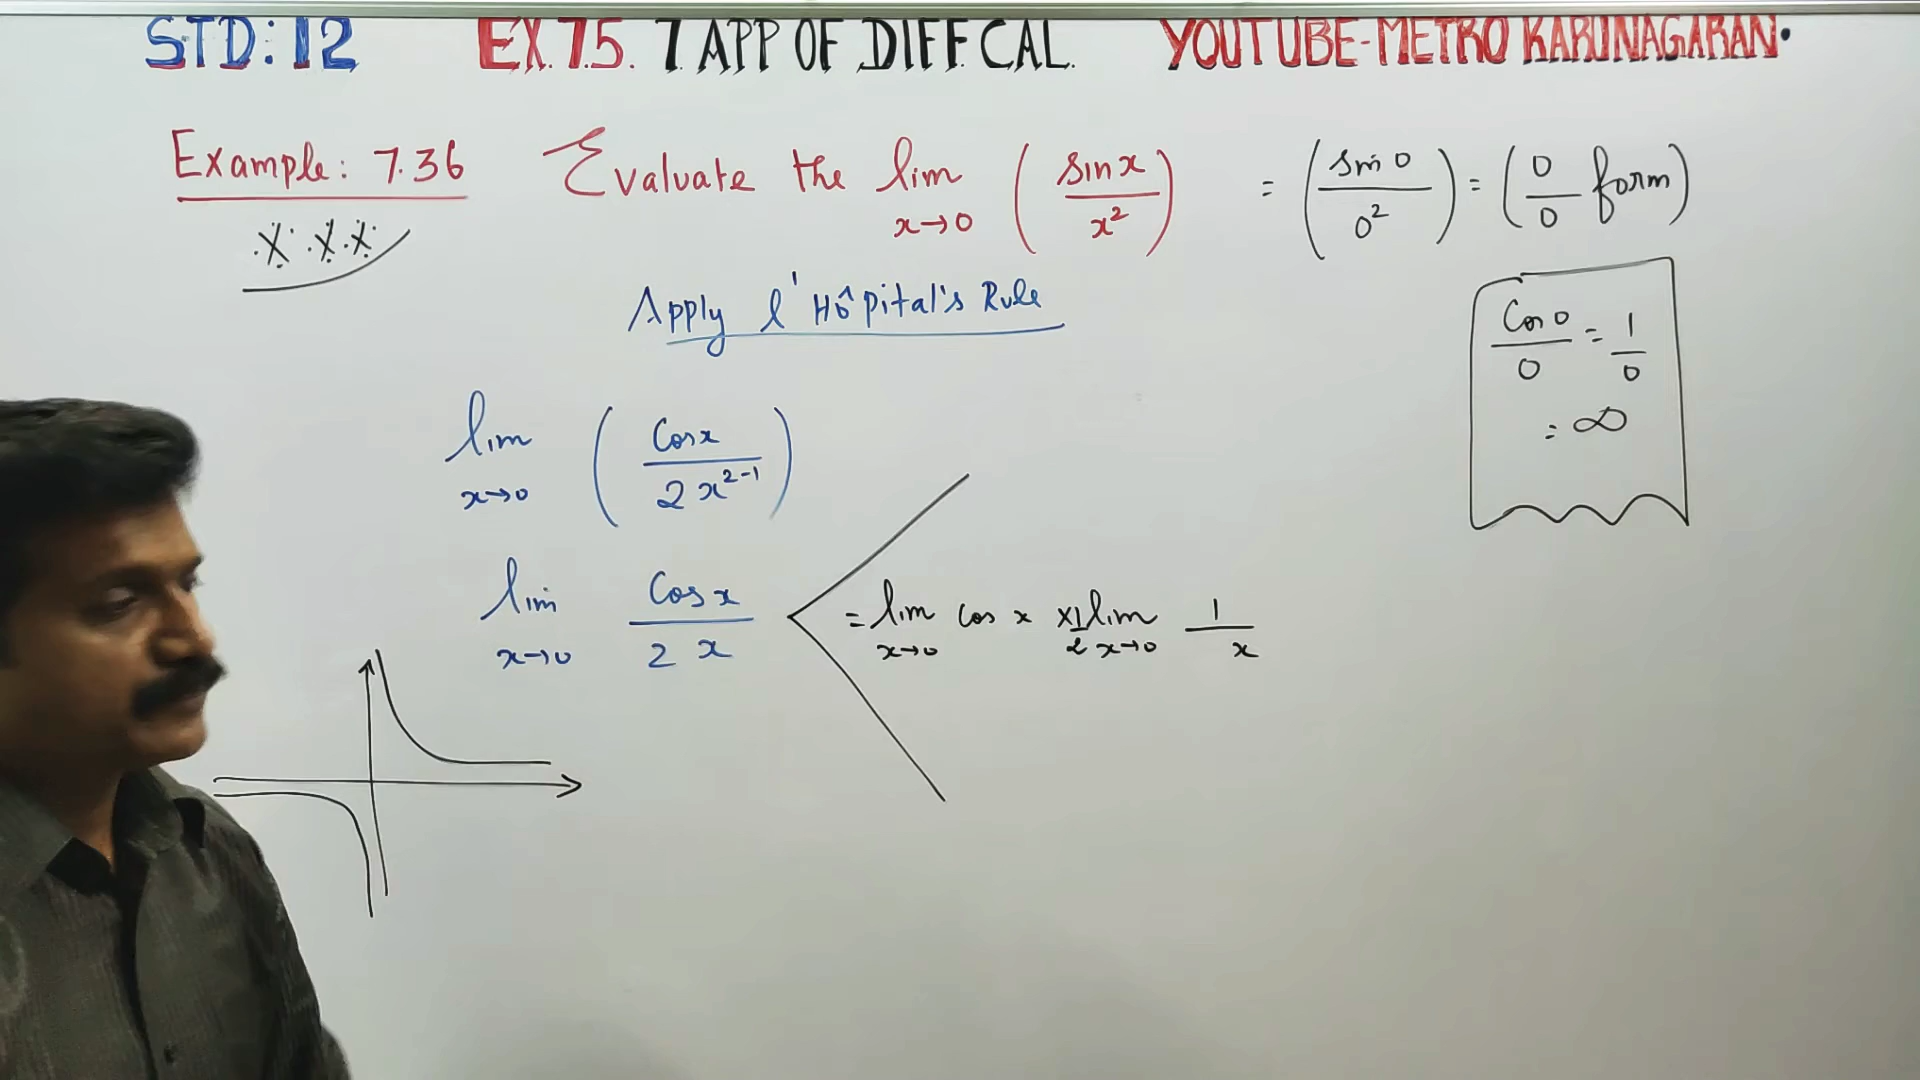 STD: 12 EX. 7.5. 7 APP OF DIFF. CAL. YOUTUBE-METRO KARUNAGARAN.
Example: 7.36 Evaluate the lim x→0 ( sin x / x² ) = ( sin 0 / 0² ) = ( 0 / 0 form )
Apply l'Hôpital's Rule
Cos 0 / 0 = 1 / 0
= ∞
lim x→0 ( Cos x / 2 x²⁻¹ )
lim x→0 Cos x / 2 x = lim x→0 cos x × 1/2 lim x→0 1 / x